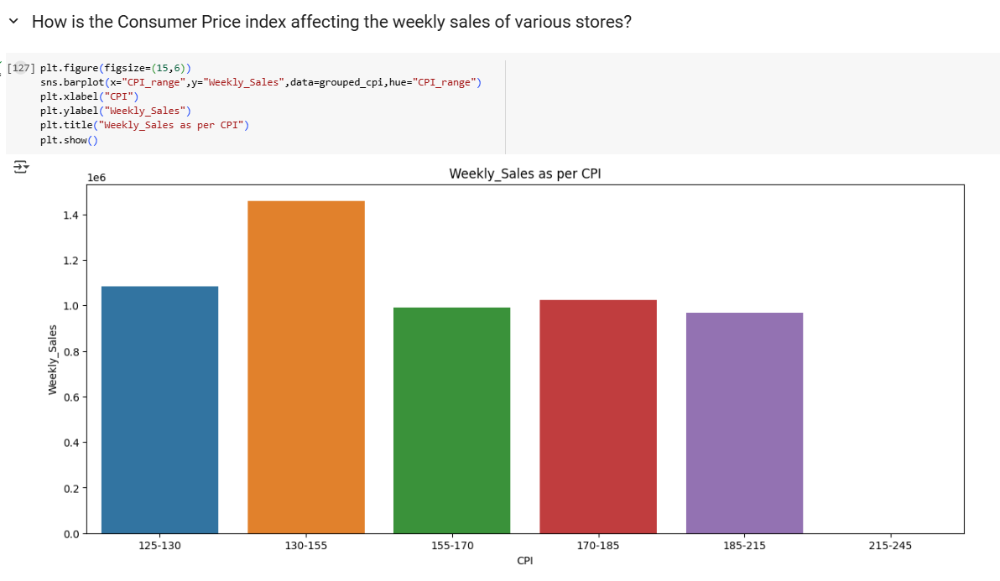 How is the Consumer Price index affecting the weekly sales of various stores?
[127] plt.figure(figsize=(15,6))
sns.barplot(x="CPI_range",y="Weekly_Sales",data=grouped_cpi,hue="CPI_range")
plt.xlabel("CPI")
plt.ylabel("Weekly_Sales")
plt.title("Weekly_Sales as per CPI")
plt.show()
Weekly_Sales as per CPI
1e6
1.4
1.2
1.0
0.8
0.6
0.4
0.2
0.0
Weekly_Sales
125-130 130-155 155-170 170-185 185-215 215-245
CPI